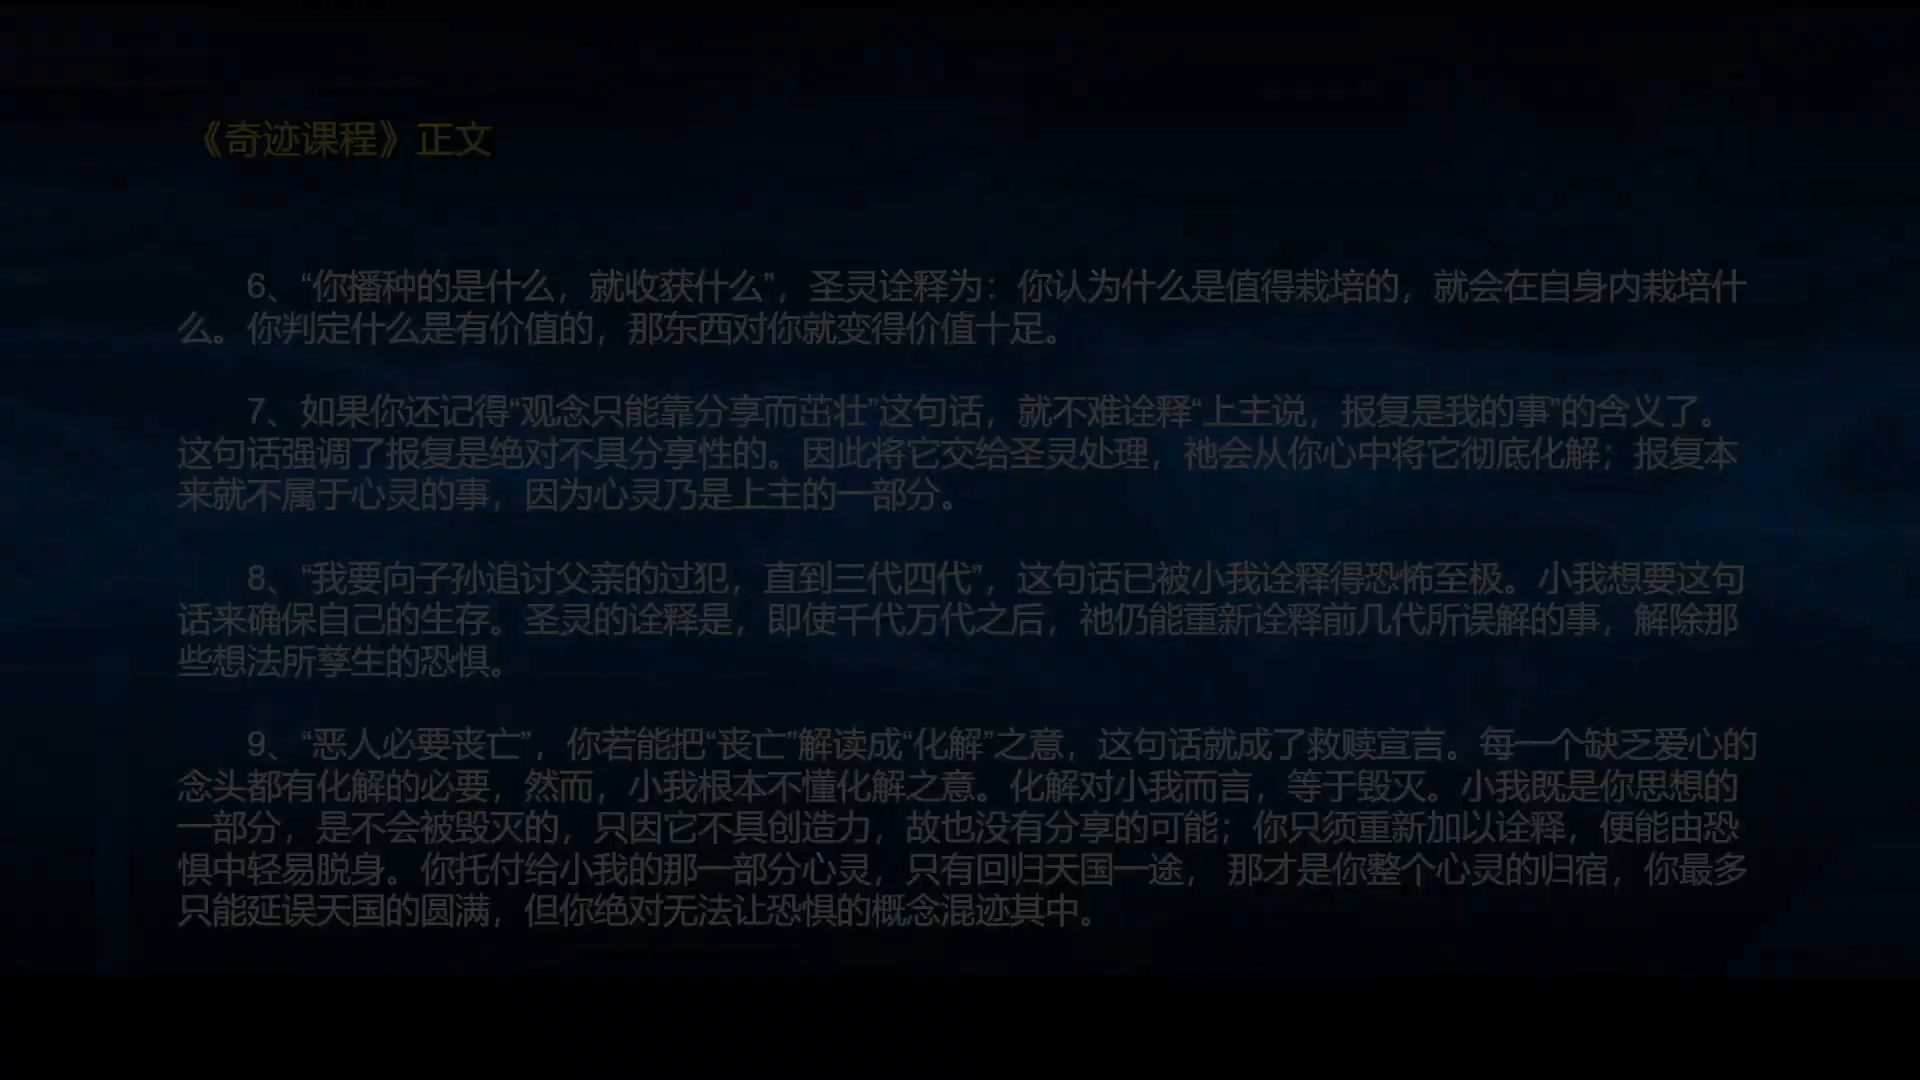 《奇迹课程》正文
6、“你播种的是什么，就收获什么”，圣灵诠释为：你认为什么是值得栽培的，就会在自身内栽培什
么。你判定什么是有价值的，那东西对你就变得价值十足。
7、如果你还记得“观念只能靠分享而茁壮”这句话，就不难诠释“上主说，报复是我的事”的含义了。
这句话强调了报复是绝对不具分享性的。因此将它交给圣灵处理，祂会从你心中将它彻底化解；报复本
来就不属于心灵的事，因为心灵乃是上主的一部分。
8、“我要向子孙追讨父亲的过犯，直到三代四代”，这句话已被小我诠释得恐怖至极。小我想要这句
话来确保自己的生存。圣灵的诠释是，即使千代万代之后，祂仍能重新诠释前几代所误解的事，解除那
些想法所孳生的恐惧。
9、“恶人必要丧亡”，你若能把“丧亡”解读成“化解”之意，这句话就成了救赎宣言。每一个缺乏爱心的
念头都有化解的必要，然而，小我根本不懂化解之意。化解对小我而言，等于毁灭。小我既是你思想的
一部分，是不会被毁灭的，只因它不具创造力，故也没有分享的可能；你只须重新加以诠释，便能由恐
惧中轻易脱身。你托付给小我的那一部分心灵，只有回归天国一途， 那才是你整个心灵的归宿，你最多
只能延误天国的圆满，但你绝对无法让恐惧的概念混迹其中。